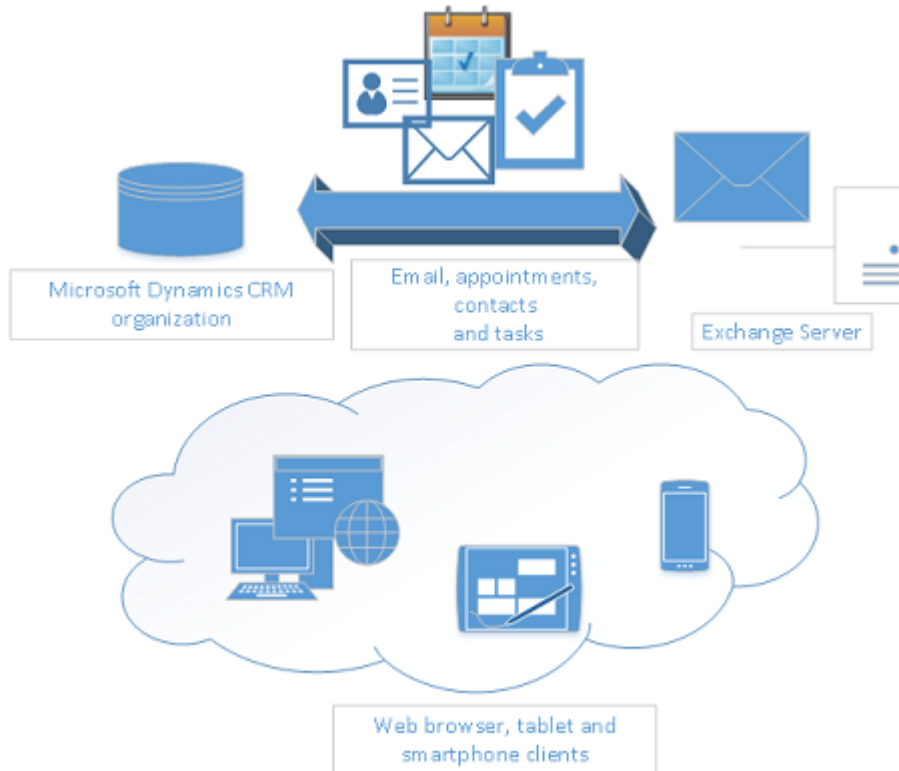 Microsoft Dynamics CRM
organization
Email, appointments,
contacts
and tasks
Exchange Server
Web browser, tablet and
smartphone clients